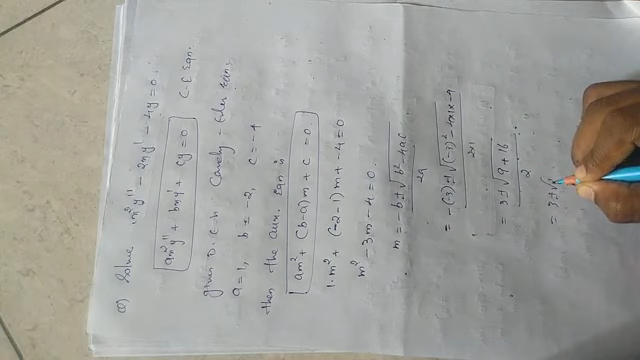 Q) Solve x²y'' - 2xy' - 4y = 0.
ax²y'' + bxy' + cy = 0 C-E Eqn.
given D.E. is Cauchy - Euler Eqn.
a = 1, b = -2, c = -4
then the aux. eqn is
am² + (b-a)m + c = 0
1·m² + (-2-1)m + -4 = 0
m² - 3m - 4 = 0.
m = -b ± √b² - 4ac / 2a
= -(-3) ± √(-3)² - 4×1×-4 / 2×1
= 3 ± √9 + 16 / 2
= 3 ± √